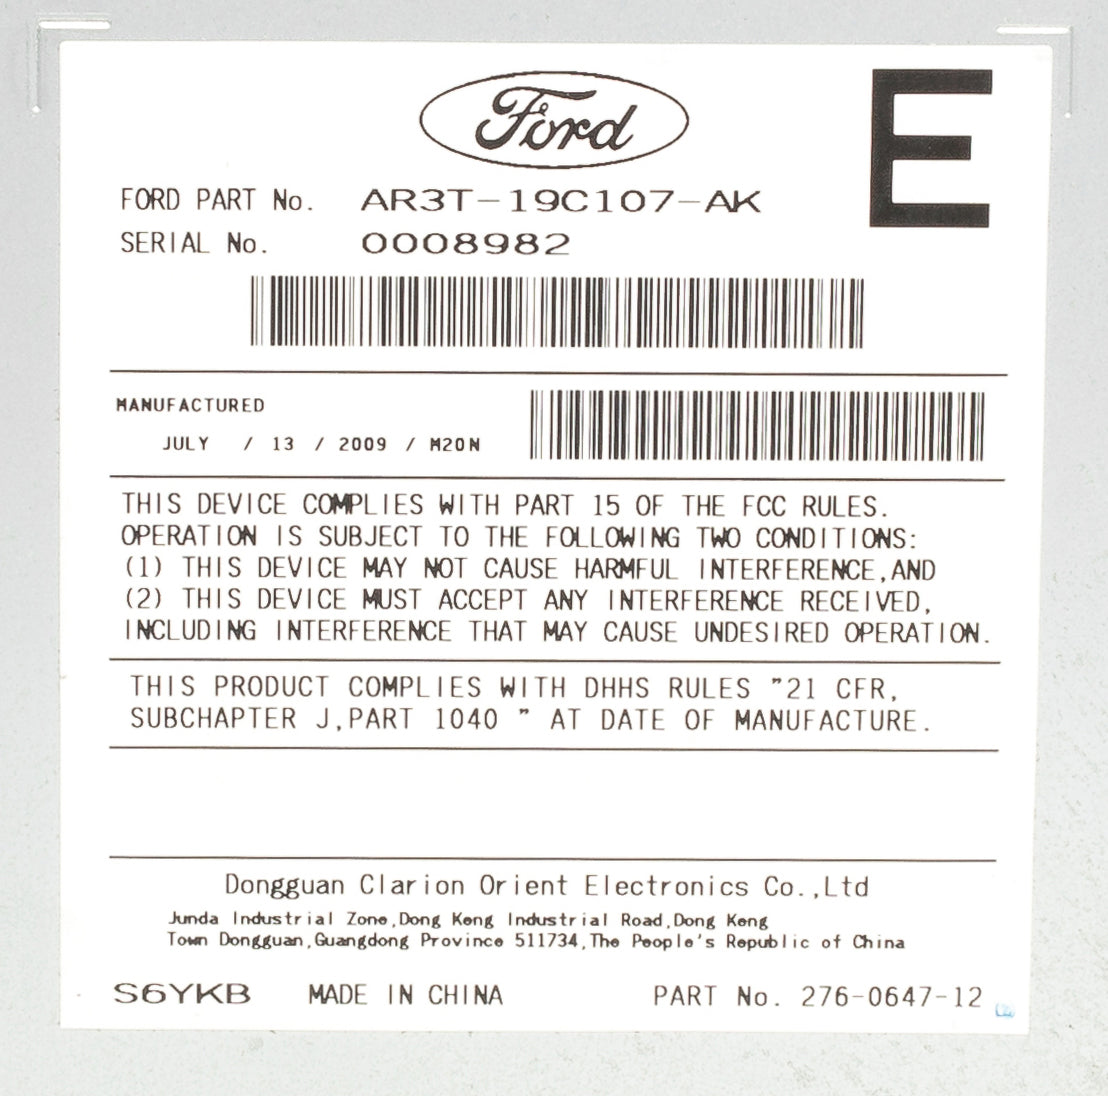 Ford
E
FORD PART No. AR3T-19C107-AK
SERIAL No. 0008982
MANUFACTURED
JULY / 13 / 2009 / M20N
THIS DEVICE COMPLIES WITH PART 15 OF THE FCC RULES.
OPERATION IS SUBJECT TO THE FOLLOWING TWO CONDITIONS:
(1) THIS DEVICE MAY NOT CAUSE HARMFUL INTERFERENCE,AND
(2) THIS DEVICE MUST ACCEPT ANY INTERFERENCE RECEIVED,
INCLUDING INTERFERENCE THAT MAY CAUSE UNDESIRED OPERATION.
THIS PRODUCT COMPLIES WITH DHHS RULES "21 CFR,
SUBCHAPTER J,PART 1040 " AT DATE OF MANUFACTURE.
Dongguan Clarion Orient Electronics Co.,Ltd
Junda Industrial Zone,Dong Keng Industrial Road,Dong Keng
Town Dongguan,Guangdong Province 511734,The People's Republic of China
S6YKB MADE IN CHINA PART No. 276-0647-12